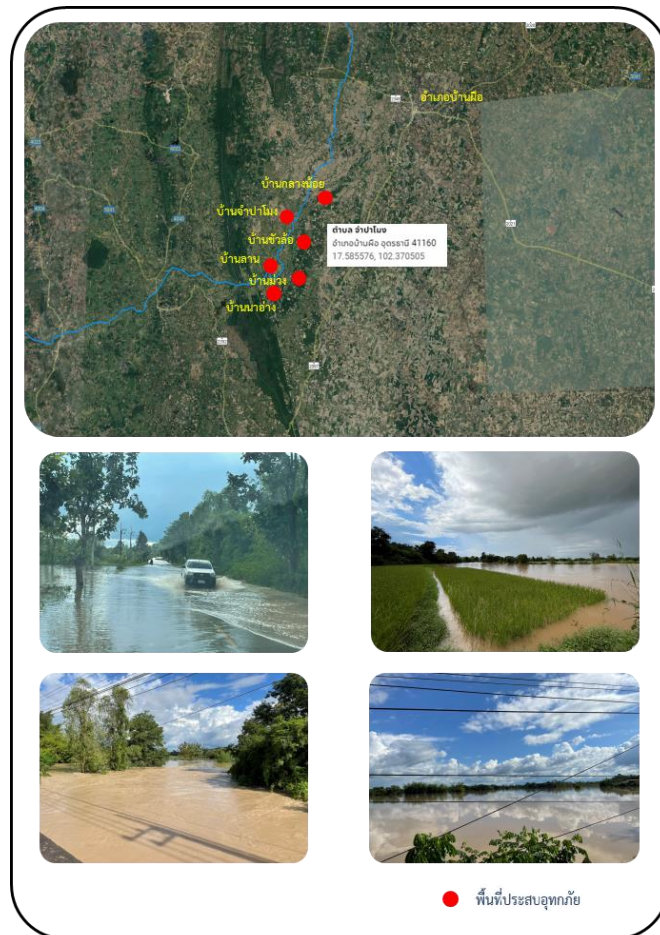 อำเภอบ้านผือ
บ้านกลางน้อย
บ้านจำปาโมง
ตำบล จำปาโมง
อำเภอบ้านผือ อุดรธานี 41160
17.585576, 102.370505
บ้านขัวล้อ
บ้านลาน
บ้านม่วง
บ้านนาอ่าง
พื้นที่ประสบอุทกภัย